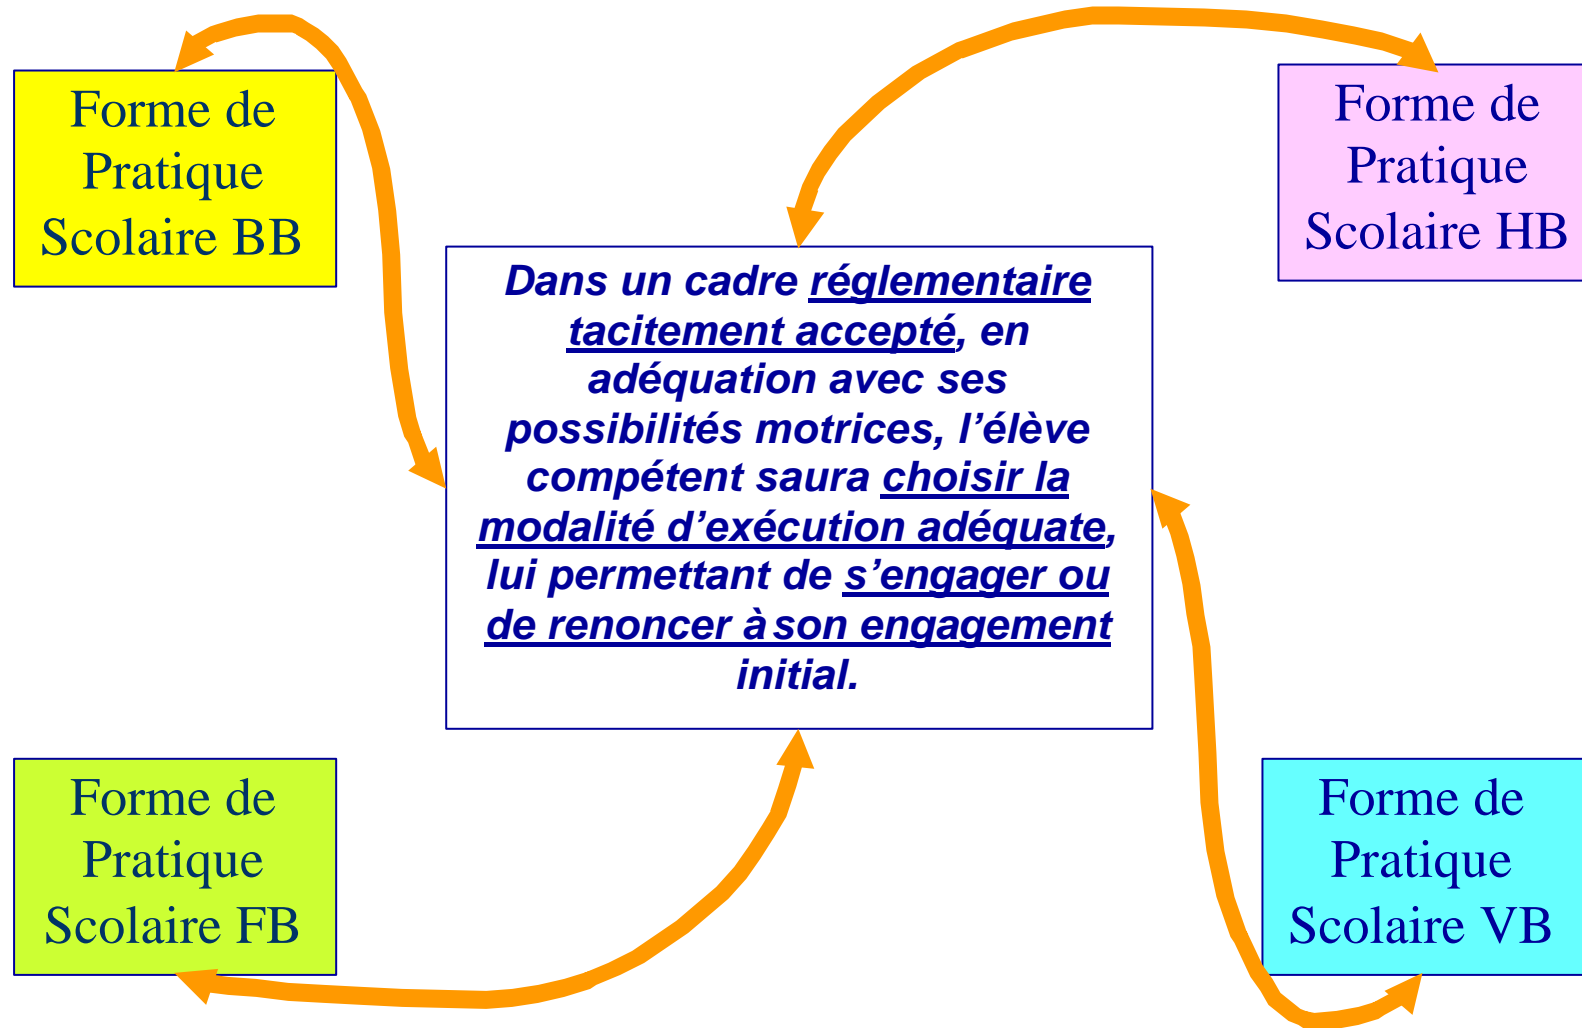 Forme de
Pratique
Scolaire BB
Forme de
Pratique
Scolaire HB
Dans un cadre réglementaire
tacitement accepté, en
adéquation avec ses
possibilités motrices, l’élève
compétent saura choisir la
modalité d’exécution adéquate,
lui permettant de s’engager ou
de renoncer à son engagement
initial.
Forme de
Pratique
Scolaire FB
Forme de
Pratique
Scolaire VB